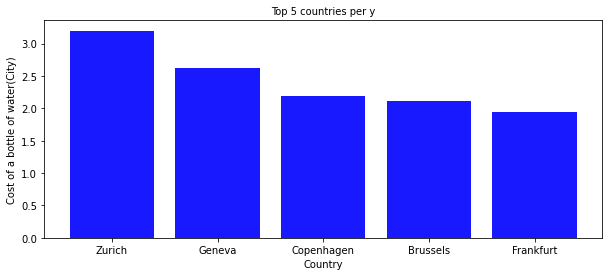 Top 5 countries per y
Cost of a bottle of water(City)
3.0
2.5
2.0
1.5
1.0
0.5
0.0
Zurich Geneva Copenhagen Brussels Frankfurt
Country